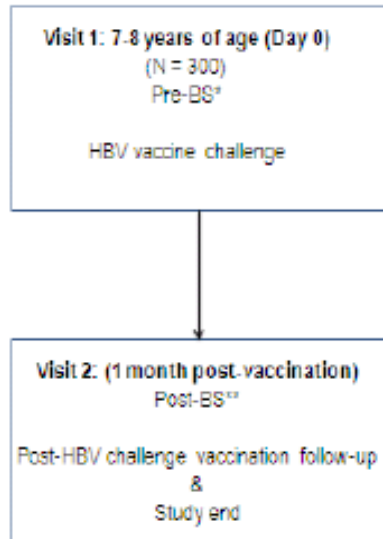 Visit 1: 7-8 years of age (Day 0)
(N = 300)
Pre-BS*
HBV vaccine challenge
Visit 2: (1 month post-vaccination)
Post-BS**
Post-HBV challenge vaccination follow-up
&
Study end